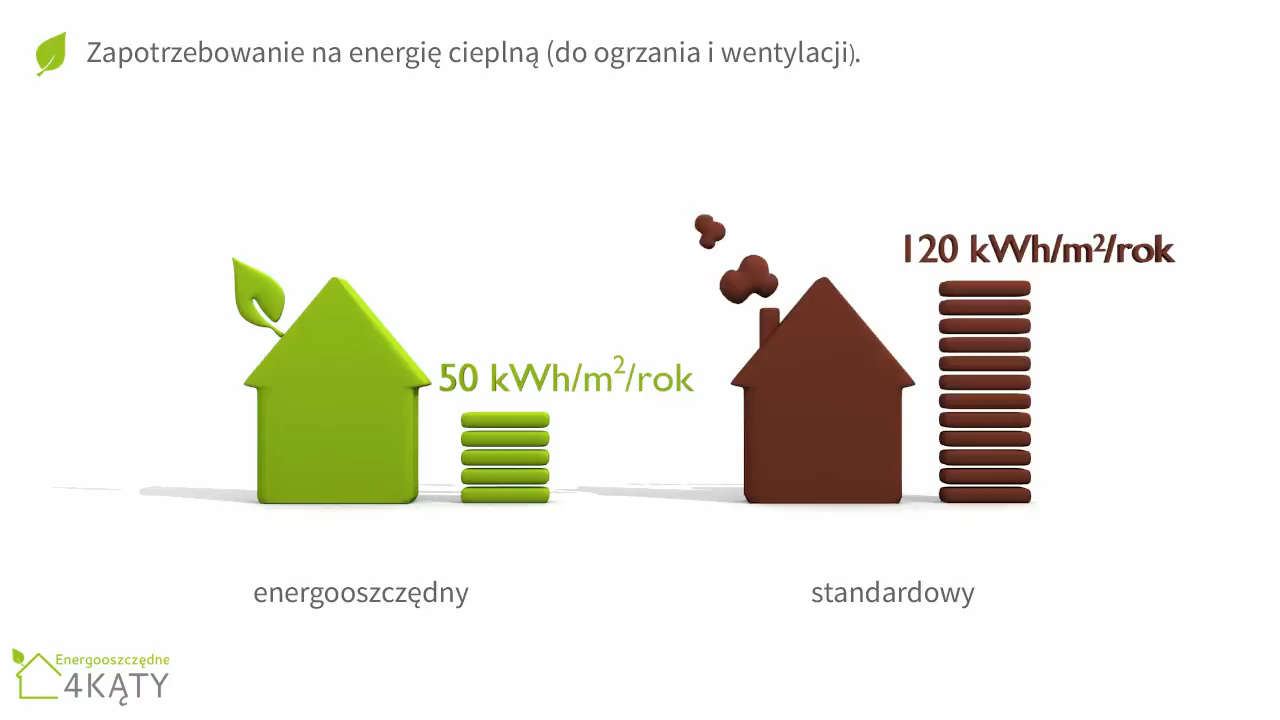 Zapotrzebowanie na energię cieplną (do ogrzania i wentylacji).
120 kWh/m²/rok
50 kWh/m²/rok
energooszczędny
standardowy
Energooszczędne
4KĄTY